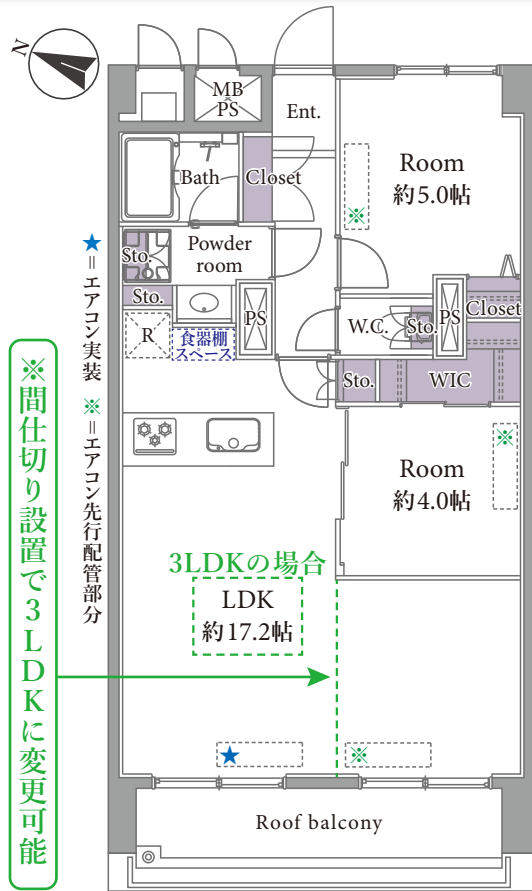 N
MB
PS
Ent.
Room
約5.0帖
※
Bath
Closet
Powder
room
Sto.
Sto.
R
食器棚
スペース
PS
W.C.
Sto.
PS
Closet
Sto.
WIC
Room
約4.0帖
※
★=エアコン実装 ※=エアコン先行配管部分
※間仕切り設置で3LDKに変更可能
3LDKの場合
LDK
約17.2帖
★
※
Roof balcony